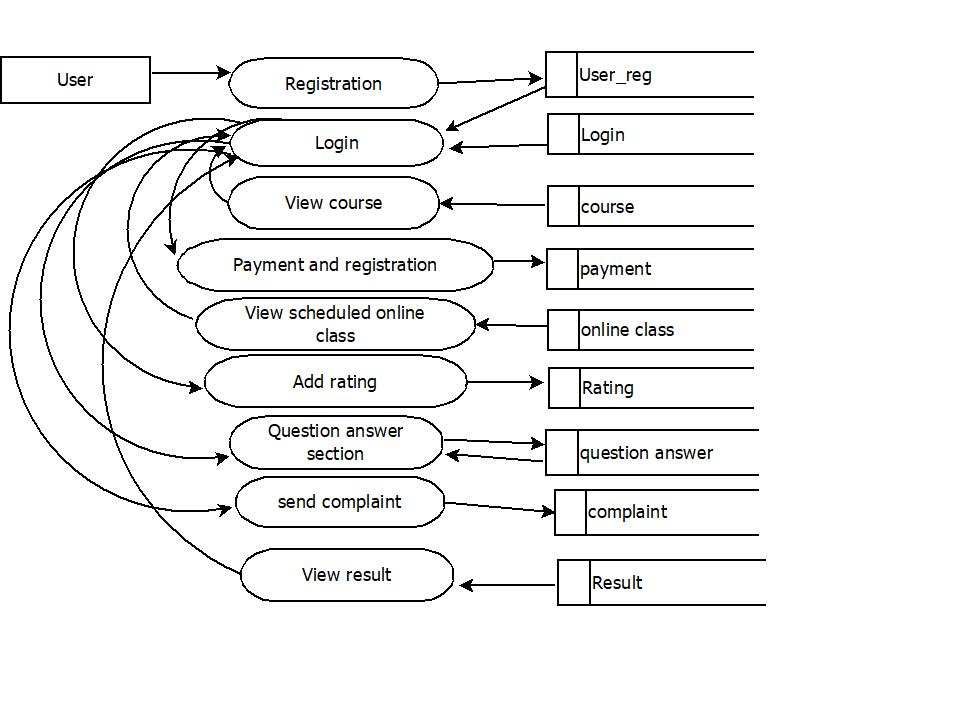 User
Registration
User_reg
Login
Login
View course
course
Payment and registration
payment
View scheduled online
class
online class
Add rating
Rating
Question answer
section
question answer
send complaint
complaint
View result
Result